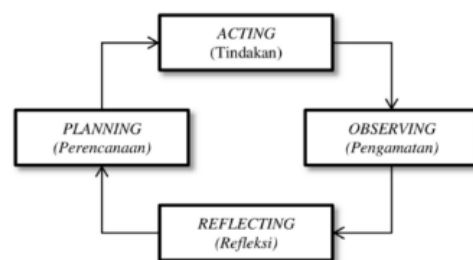 ACTING
(Tindakan)
PLANNING
(Perencanaan)
OBSERVING
(Pengamatan)
REFLECTING
(Refleksi)